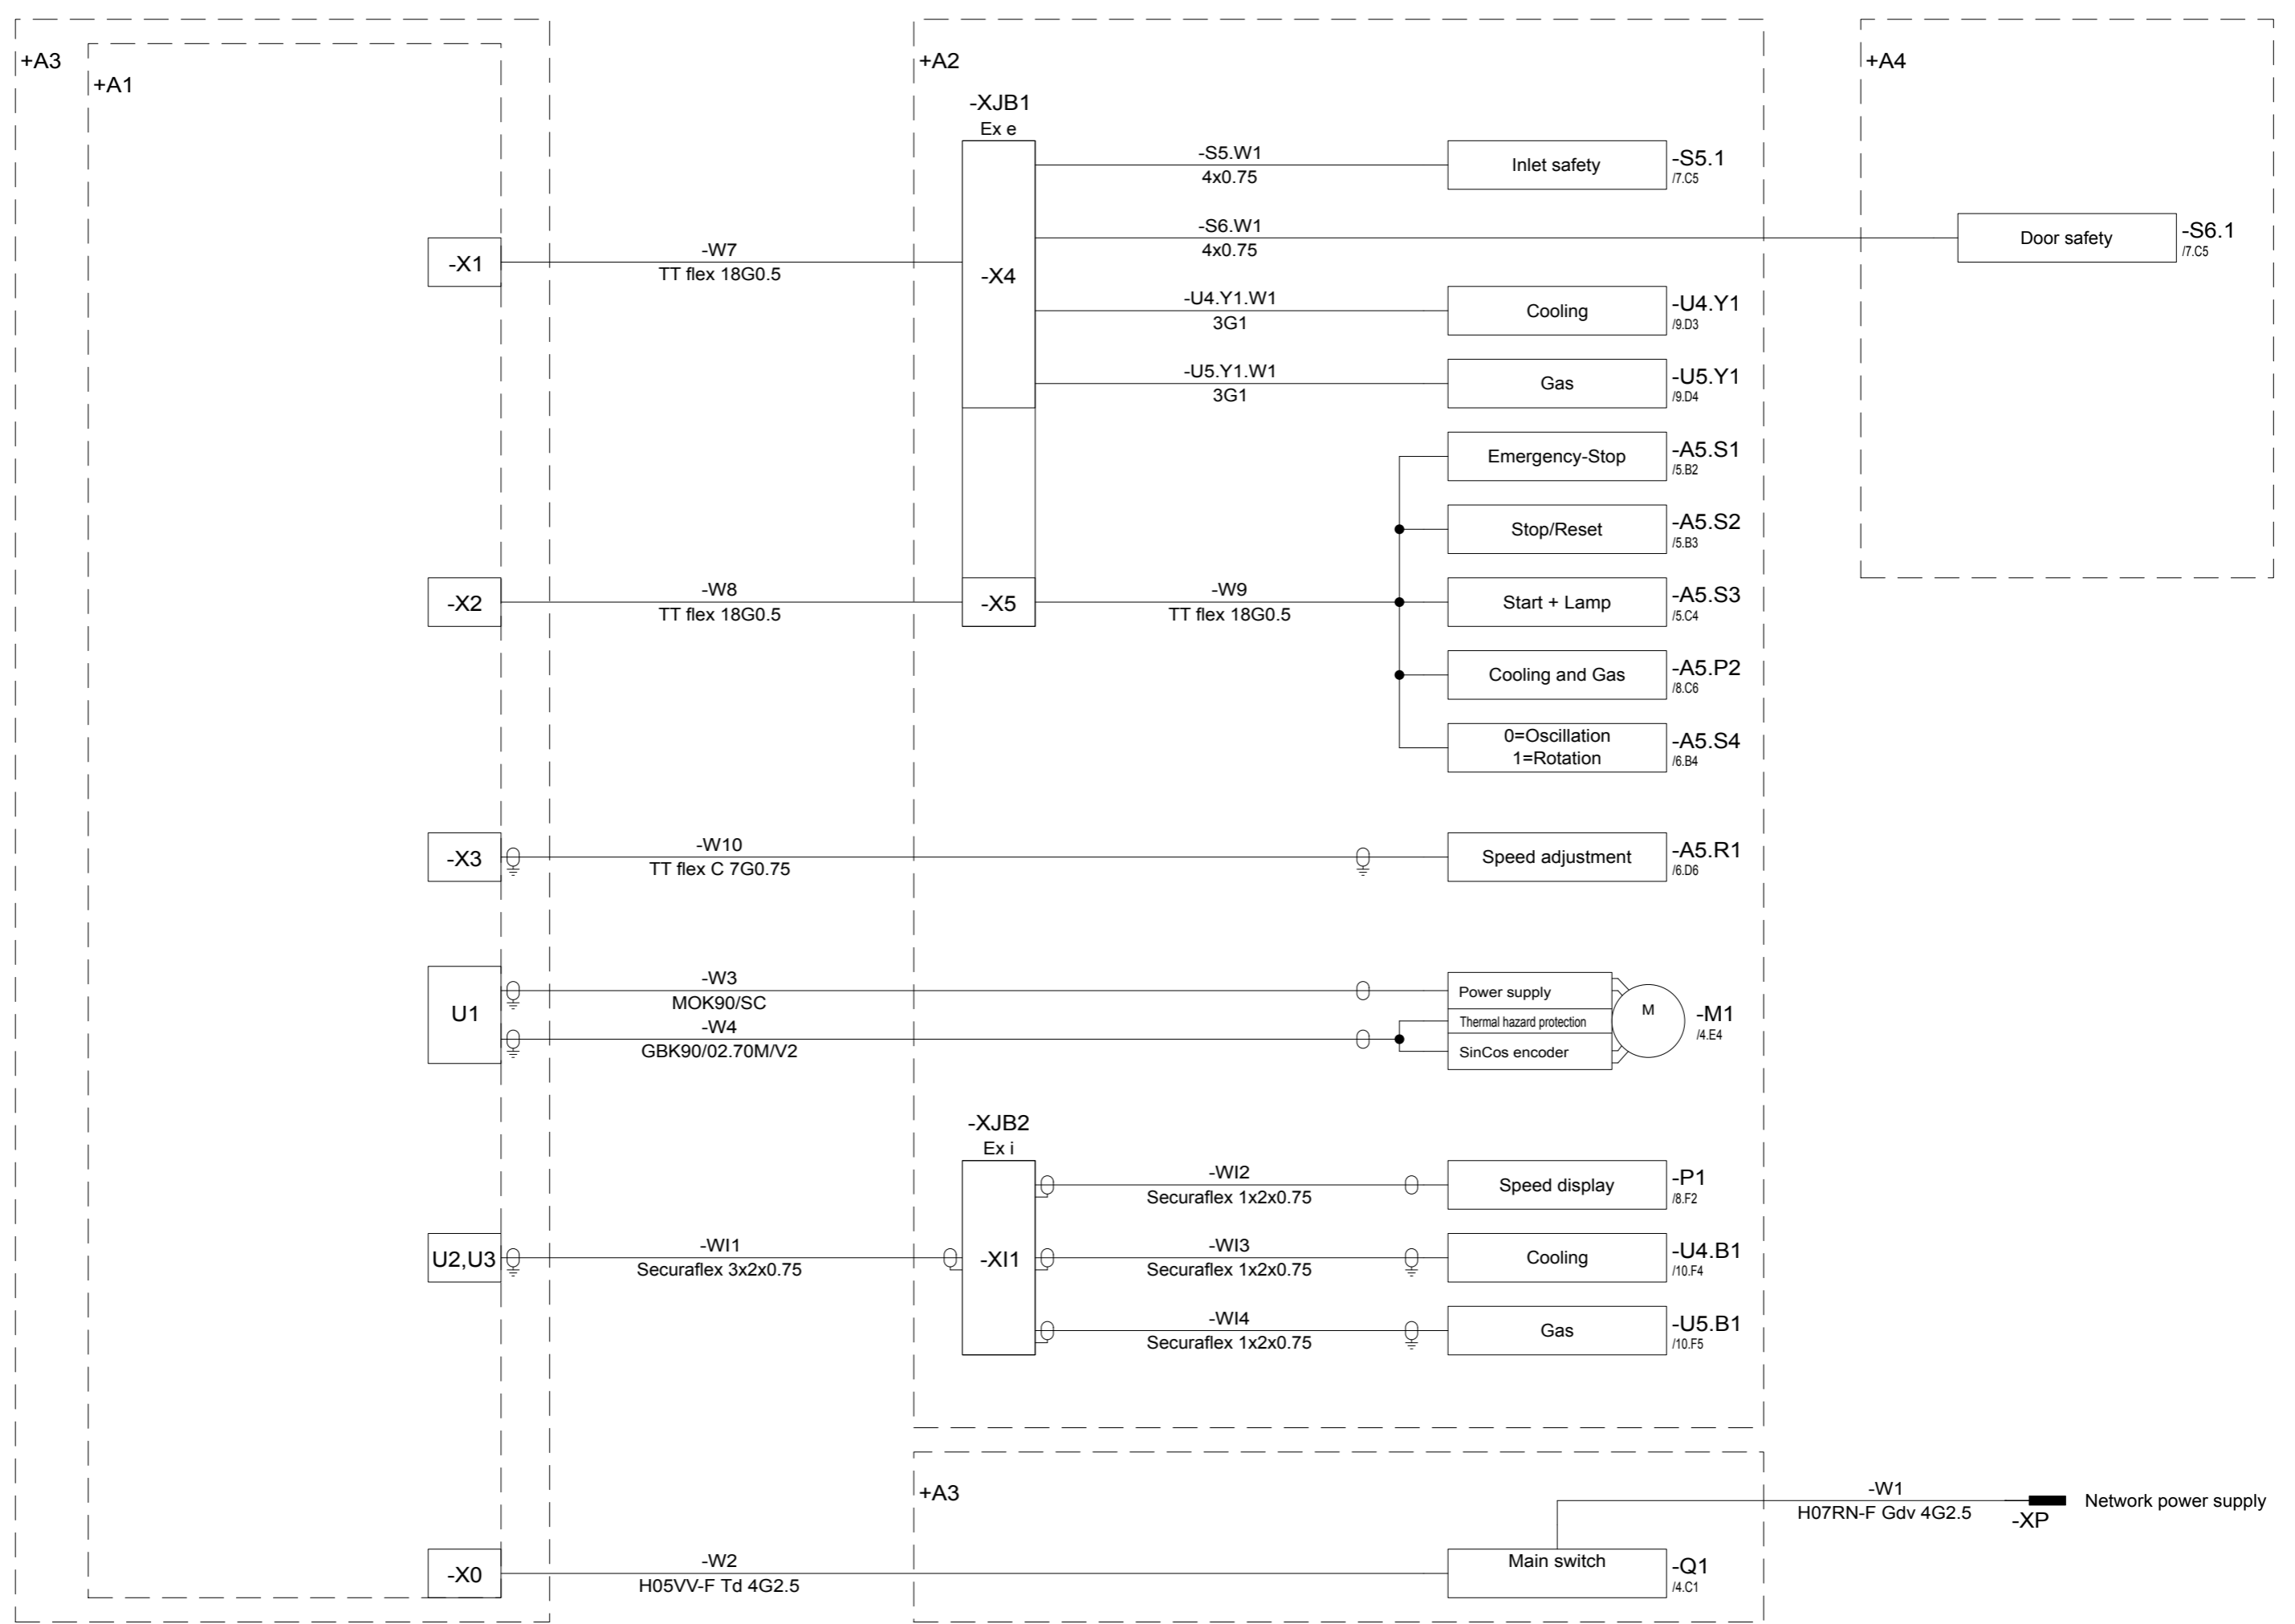 +A3
+A1
+A2
+A4
-XJB1
Ex e
-S5.W1
4x0.75
Inlet safety
-S5.1
/7.C5
-S6.W1
4x0.75
Door safety
-S6.1
/7.C5
-X1
-W7
TT flex 18G0.5
-X4
-U4.Y1.W1
3G1
Cooling
-U4.Y1
/9.D3
-U5.Y1.W1
3G1
Gas
-U5.Y1
/9.D4
Emergency-Stop
-A5.S1
/5.B2
Stop/Reset
-A5.S2
/5.B3
-X2
-W8
TT flex 18G0.5
-X5
-W9
TT flex 18G0.5
Start + Lamp
-A5.S3
/5.C4
Cooling and Gas
-A5.P2
/8.C6
0=Oscillation
1=Rotation
-A5.S4
/6.B4
-X3
-W10
TT flex C 7G0.75
Speed adjustment
-A5.R1
/6.D6
U1
-W3
MOK90/SC
-W4
GBK90/02.70M/V2
Power supply
Thermal hazard protection
SinCos encoder
M
-M1
/4.E4
-XJB2
Ex i
-WI2
Securaflex 1x2x0.75
Speed display
-P1
/8.F2
U2,U3
-WI1
Securaflex 3x2x0.75
-XI1
-WI3
Securaflex 1x2x0.75
Cooling
-U4.B1
/10.F4
-WI4
Securaflex 1x2x0.75
Gas
-U5.B1
/10.F5
+A3
-W1
H07RN-F Gdv 4G2.5
-XP
Network power supply
-X0
-W2
H05VV-F Td 4G2.5
Main switch
-Q1
/4.C1